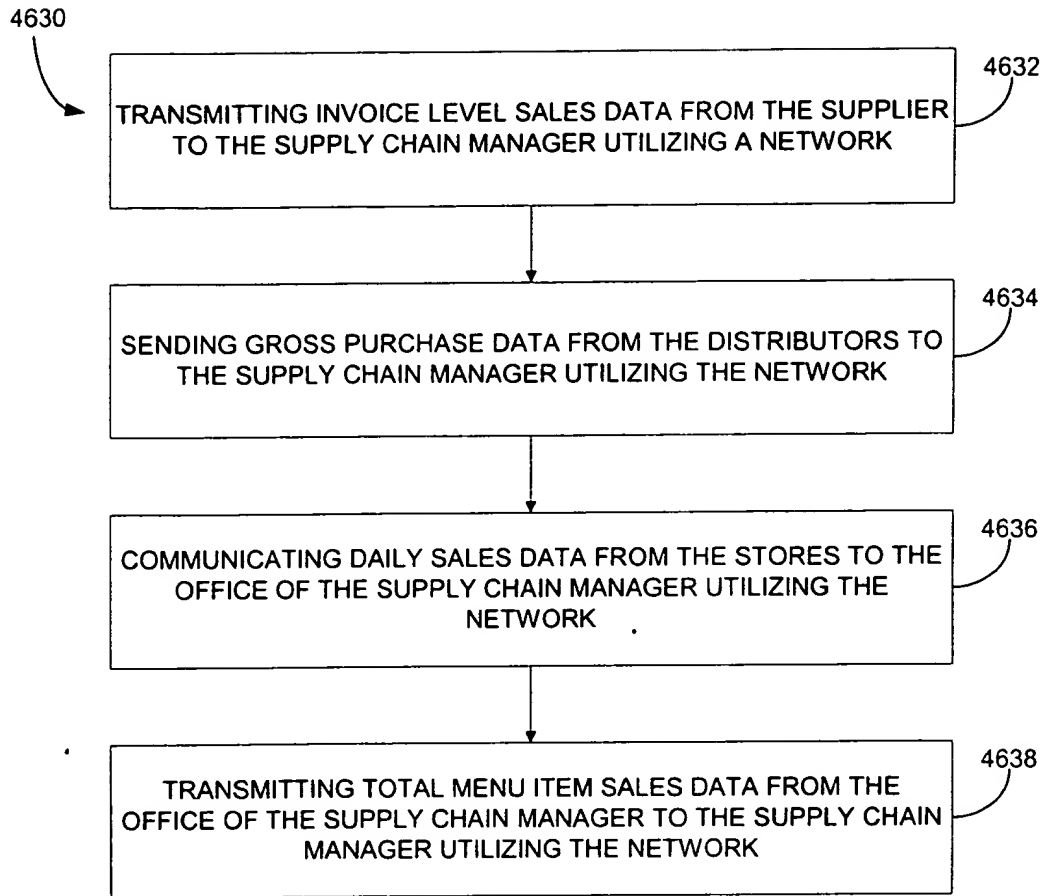 4630
4632
TRANSMITTING INVOICE LEVEL SALES DATA FROM THE SUPPLIER
TO THE SUPPLY CHAIN MANAGER UTILIZING A NETWORK
4634
SENDING GROSS PURCHASE DATA FROM THE DISTRIBUTORS TO
THE SUPPLY CHAIN MANAGER UTILIZING THE NETWORK
4636
COMMUNICATING DAILY SALES DATA FROM THE STORES TO THE
OFFICE OF THE SUPPLY CHAIN MANAGER UTILIZING THE
NETWORK
4638
TRANSMITTING TOTAL MENU ITEM SALES DATA FROM THE
OFFICE OF THE SUPPLY CHAIN MANAGER TO THE SUPPLY CHAIN
MANAGER UTILIZING THE NETWORK